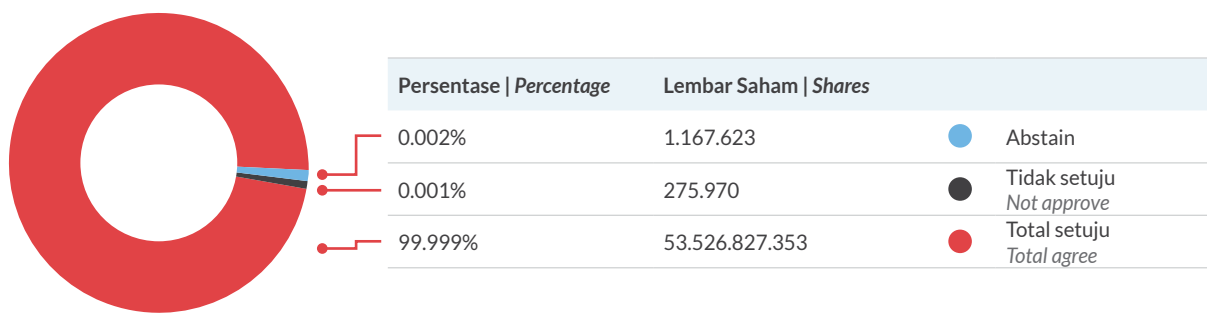 Persentase | Percentage Lembar Saham | Shares
0.002% 1.167.623 Abstain
0.001% 275.970 Tidak setuju
Not approve
99.999% 53.526.827.353 Total setuju
Total agree